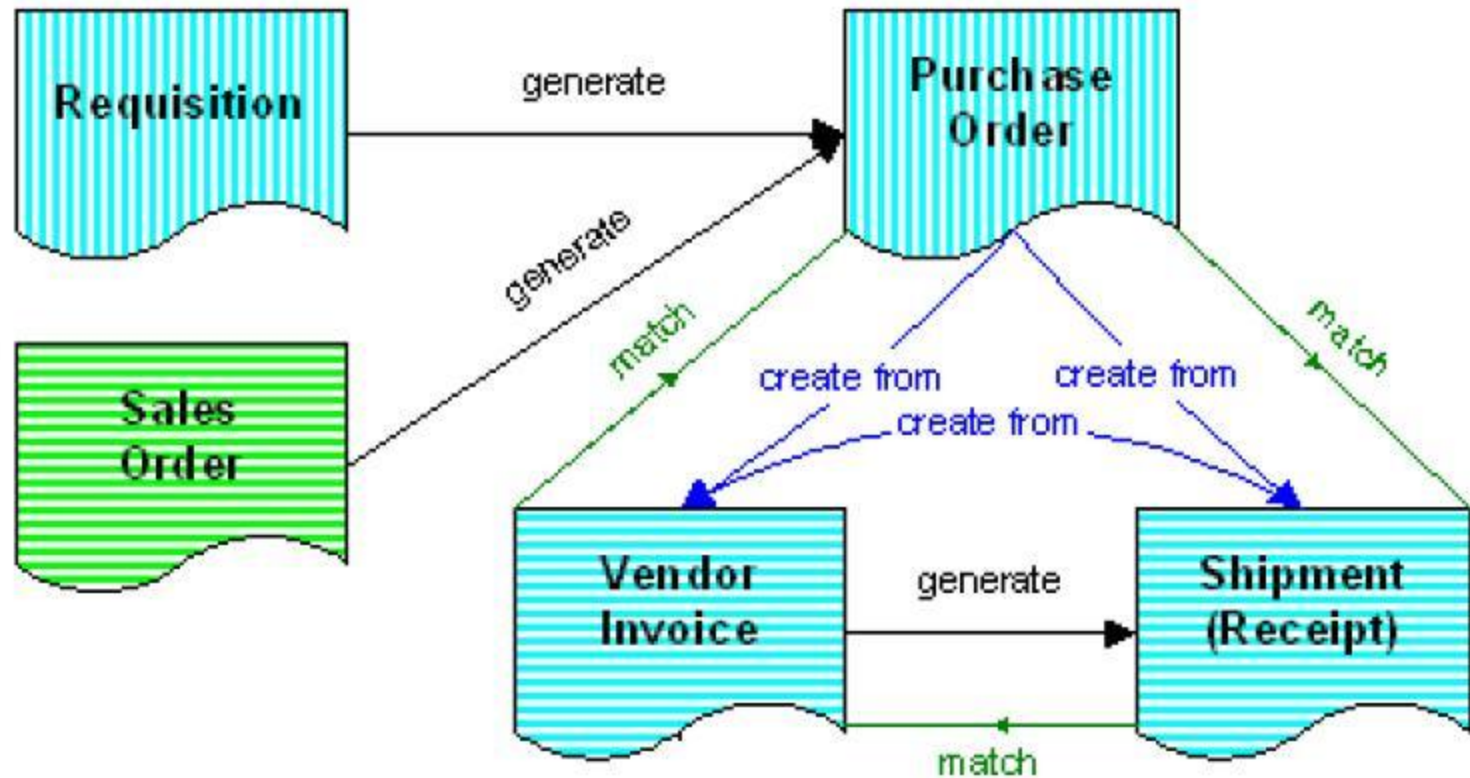 Requisition
generate
Purchase
Order
generate
Sales
Order
match
match
create from
create from
create from
Vendor
Invoice
generate
Shipment
(Receipt)
match